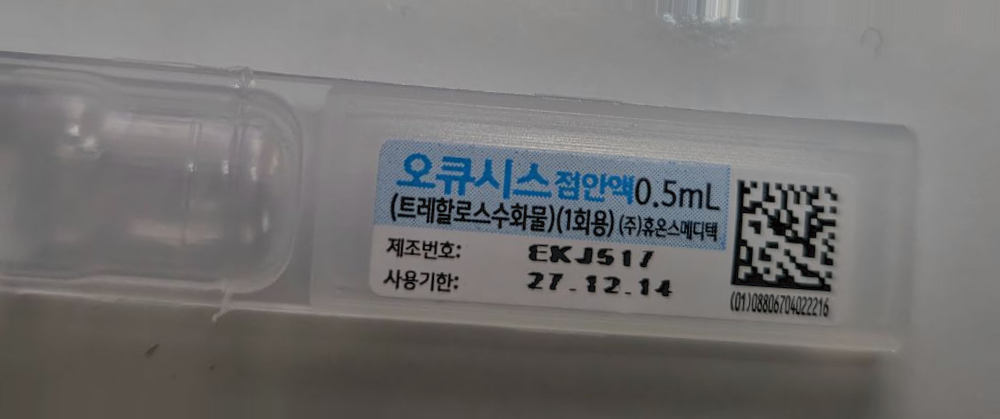 오큐시스 점안액 0.5mL
(트레할로스수화물)(1회용) (주)휴온스메디텍
제조번호: EKJS17
사용기한: 27.12.14
(01)08806704022216